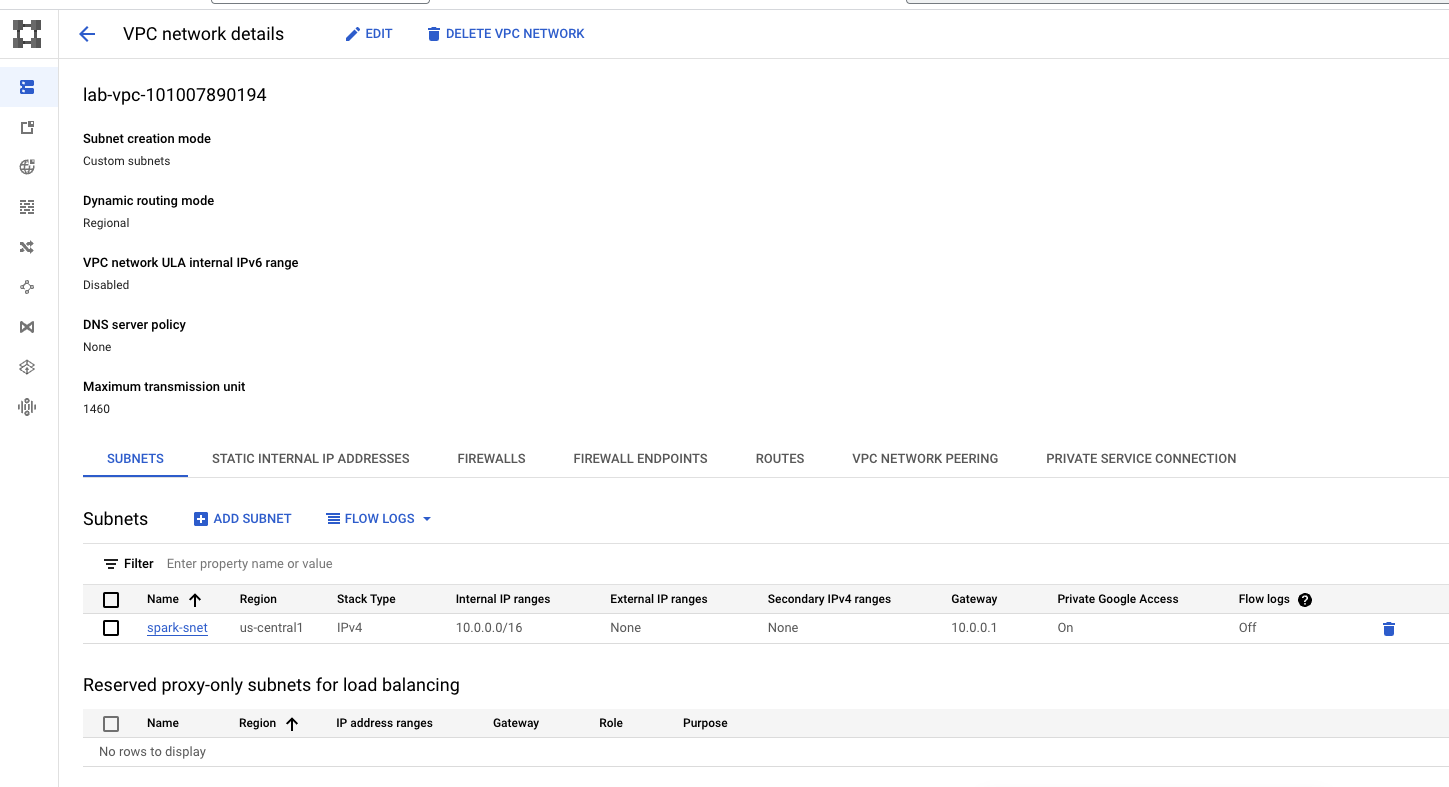 VPC network details EDIT DELETE VPC NETWORK
lab-vpc-101007890194
Subnet creation mode
Custom subnets
Dynamic routing mode
Regional
VPC network ULA internal IPv6 range
Disabled
DNS server policy
None
Maximum transmission unit
1460
SUBNETS STATIC INTERNAL IP ADDRESSES FIREWALLS FIREWALL ENDPOINTS ROUTES VPC NETWORK PEERING PRIVATE SERVICE CONNECTION
Subnets ADD SUBNET FLOW LOGS
Filter Enter property name or value
Name Region Stack Type Internal IP ranges External IP ranges Secondary IPv4 ranges Gateway Private Google Access Flow logs ?
spark-snet us-central1 IPv4 10.0.0.0/16 None None 10.0.0.1 On Off
Reserved proxy-only subnets for load balancing
Name Region IP address ranges Gateway Role Purpose
No rows to display